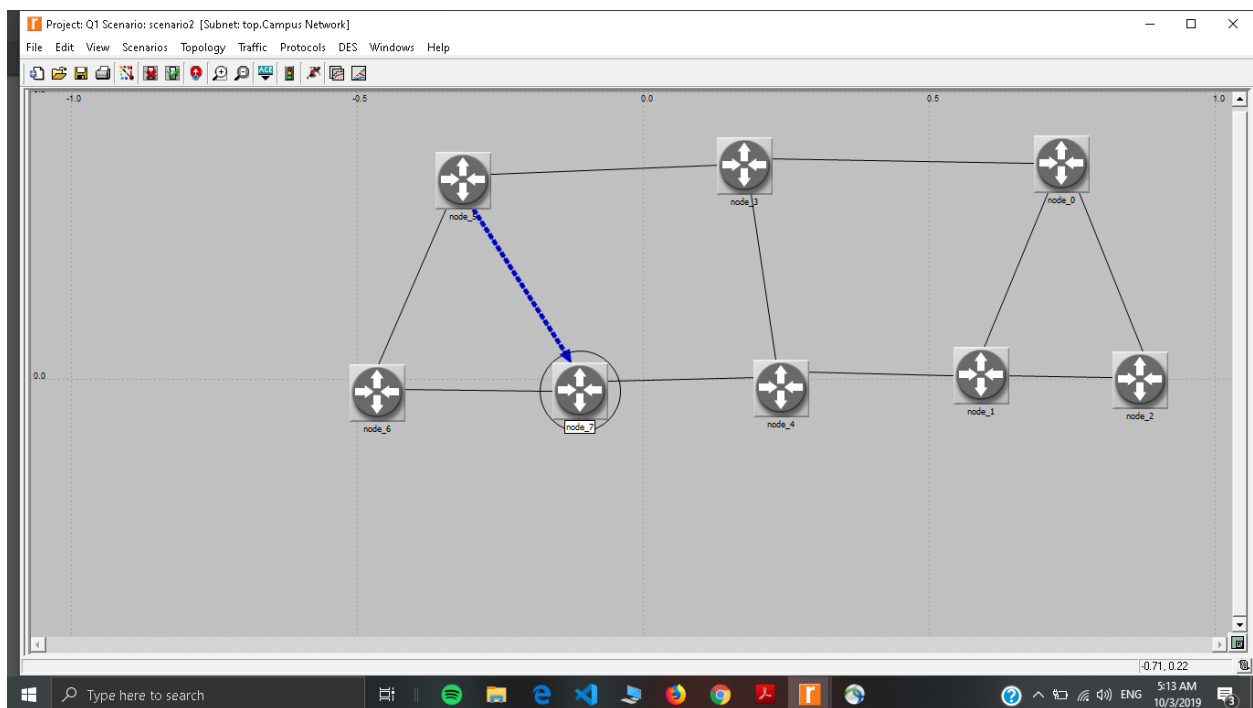 Project: Q1 Scenario: scenario2 [Subnet: top.Campus Network]
File Edit View Scenarios Topology Traffic Protocols DES Windows Help
ACE
-1.0 -0.5 0.0 0.5 1.0
node_5
node_3
node_0
0.0
node_6
node_7
node_4
node_1
node_2
-0.71, 0.22
Type here to search
ENG
5:13 AM
10/3/2019
3